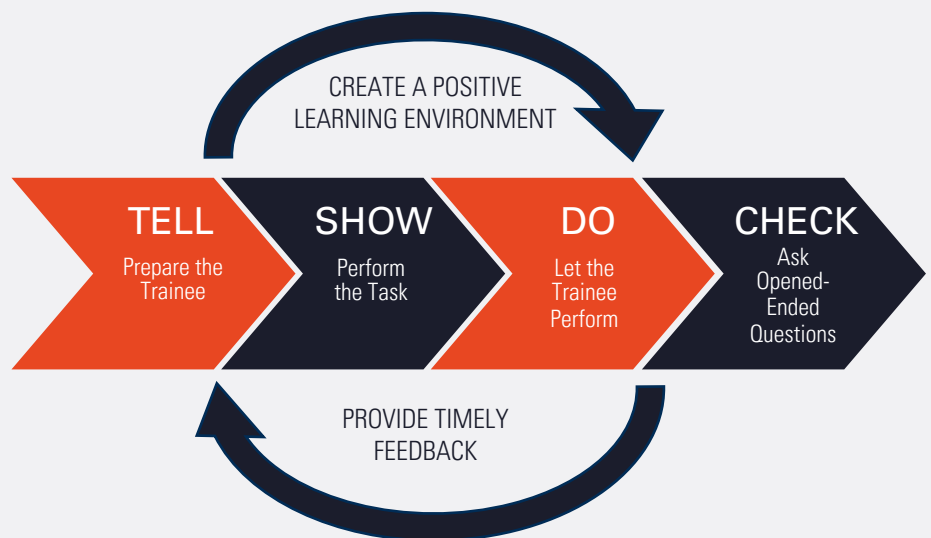 CREATE A POSITIVE
LEARNING ENVIRONMENT
TELL
Prepare the
Trainee
SHOW
Perform
the Task
DO
Let the
Trainee
Perform
CHECK
Ask
Opened-
Ended
Questions
PROVIDE TIMELY
FEEDBACK